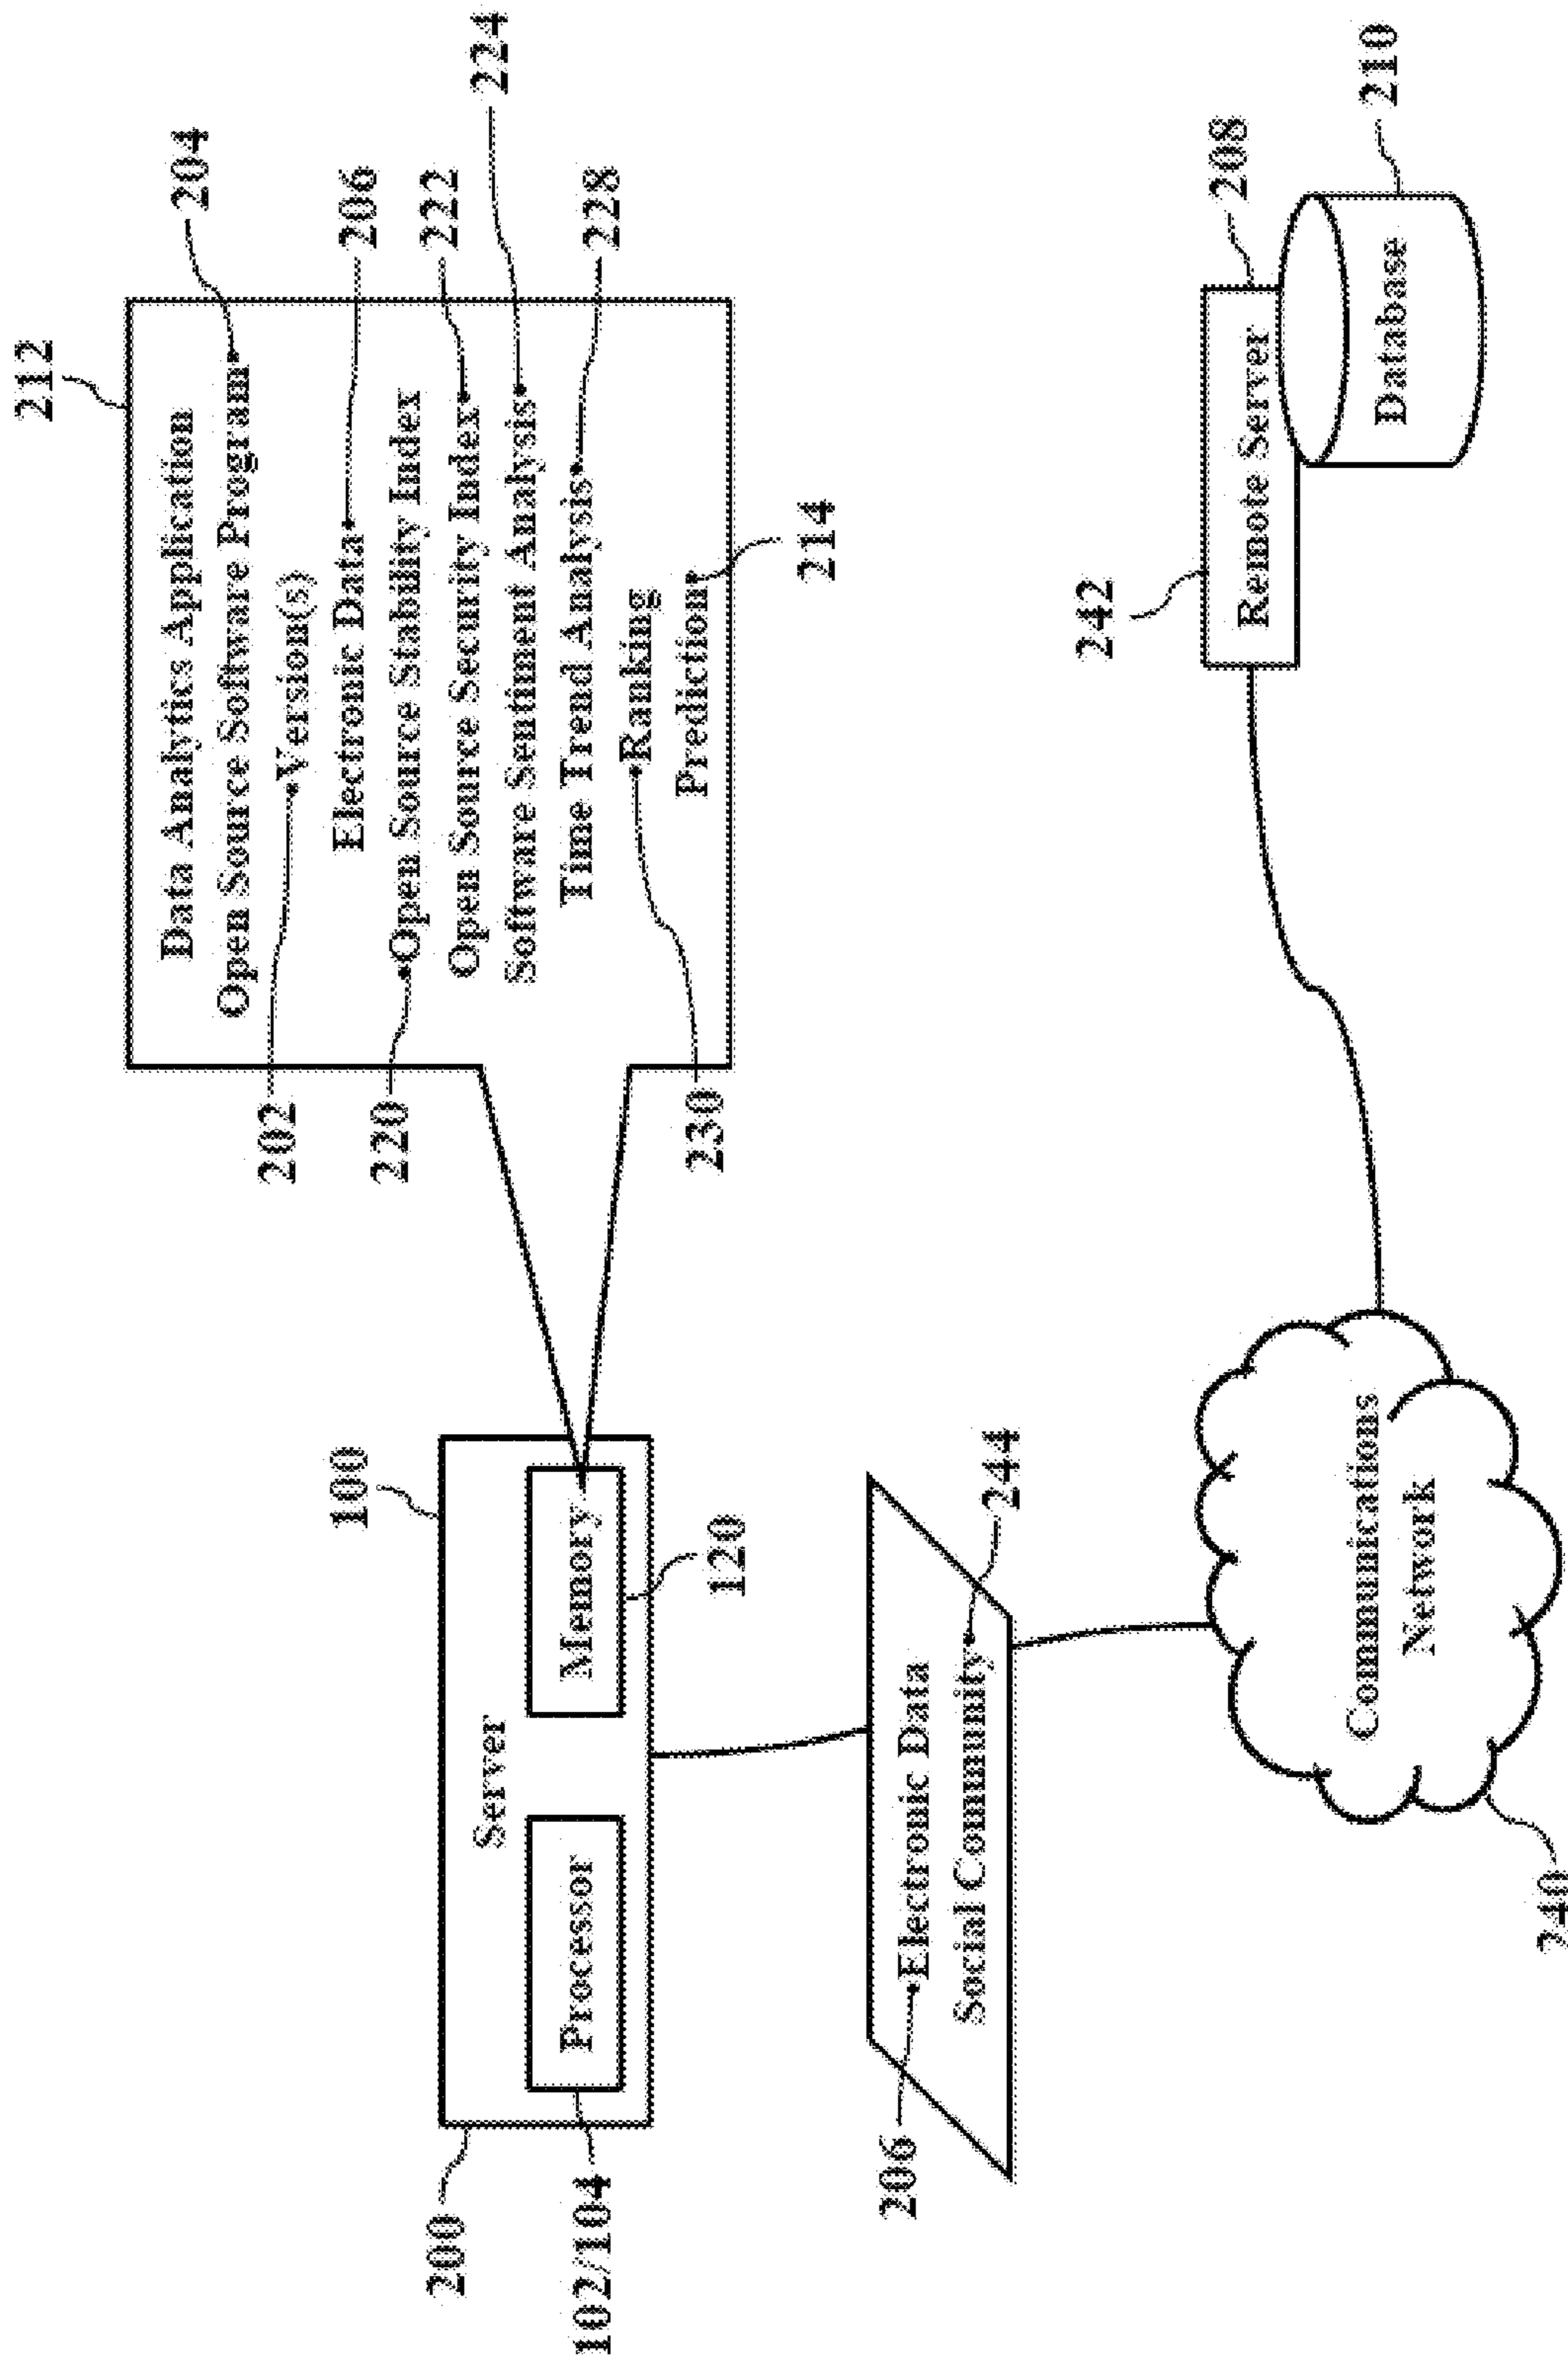 212
Data Analytics Application
Open Source Software Program
204
202
Version(s)
Electronic Data
206
220
Open Source Stability Index
Open Source Security Index
222
Software Sentiment Analysis
224
Time Trend Analysis
228
230
Ranking
Prediction
214
100
200
Server
Processor
Memory
102/104
120
206
Electronic Data
Social Community
244
242
Remote Server
208
Database
210
Communications
Network
240